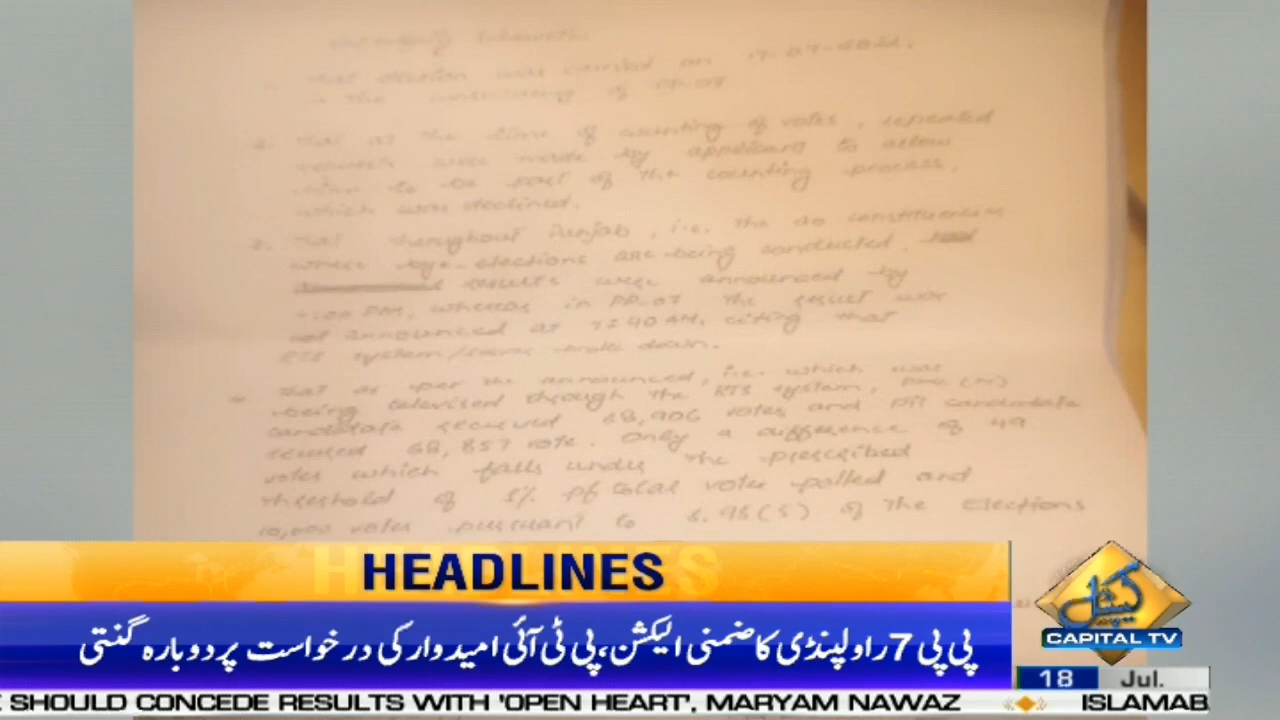 That election was carried on 17-07-2022.
in the constituency of PP-07
2. That at the time of counting of votes, repeated
requests were made by applicant to allow
him to be part of the counting process,
which was declined.
3. That throughout Punjab, i.e. the 20 constituencies
where bye-elections are being conducted,
results were announced by
PM, whereas in PP-07 the result was
not announced at 40 AM, citing that
RTS system/ down.
4. That as per the announced, i.e. which was
being televised through the RTS system,
candidate received 68,906 votes and PTI candidate
received 68,857 vote. Only a difference of 49
votes which falls under the prescribed
threshold of 5% of total votes polled and
10,000 votes pursuant to S.95(5) of the Elections
HEADLINES
پی پی 7 راولپنڈی کا ضمنی الیکشن، پی ٹی آئی امیدوار کی درخواست پر دوبارہ گنتی
کیپیٹل
CAPITAL TV
18 Jul.
SHOULD CONCEDE RESULTS WITH 'OPEN HEART', MARYAM NAWAZ ISLAMAB